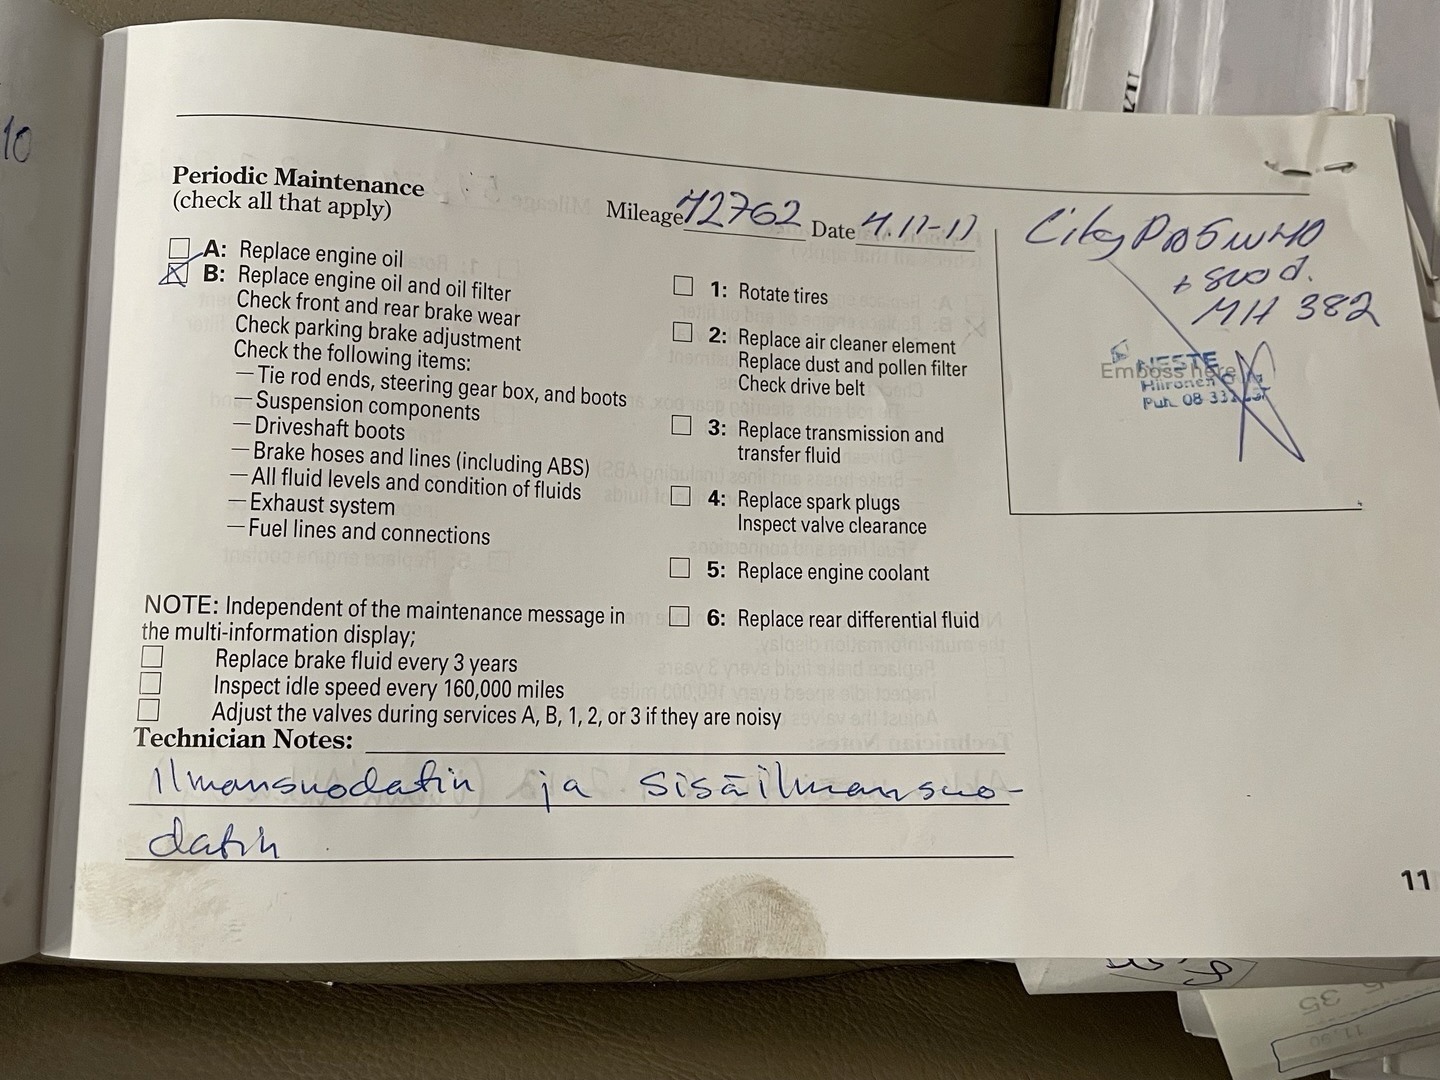 10
Periodic Maintenance
(check all that apply)
Mileage 42762 Date 4.11-11
A: Replace engine oil
B: Replace engine oil and oil filter
Check front and rear brake wear
Check parking brake adjustment
Check the following items:
—Tie rod ends, steering gear box, and boots
—Suspension components
—Driveshaft boots
—Brake hoses and lines (including ABS)
—All fluid levels and condition of fluids
—Exhaust system
—Fuel lines and connections
1: Rotate tires
2: Replace air cleaner element
Replace dust and pollen filter
Check drive belt
3: Replace transmission and
transfer fluid
4: Replace spark plugs
Inspect valve clearance
5: Replace engine coolant
6: Replace rear differential fluid
City Pro 5W40
+ suod.
MH 382
NESTE
Emboss here
Hiironen
Puh. 08
NOTE: Independent of the maintenance message in
the multi-information display;
Replace brake fluid every 3 years
Inspect idle speed every 160,000 miles
Adjust the valves during services A, B, 1, 2, or 3 if they are noisy
Technician Notes:
Ilmansuodatin ja sisäilmansuo-
datin
11